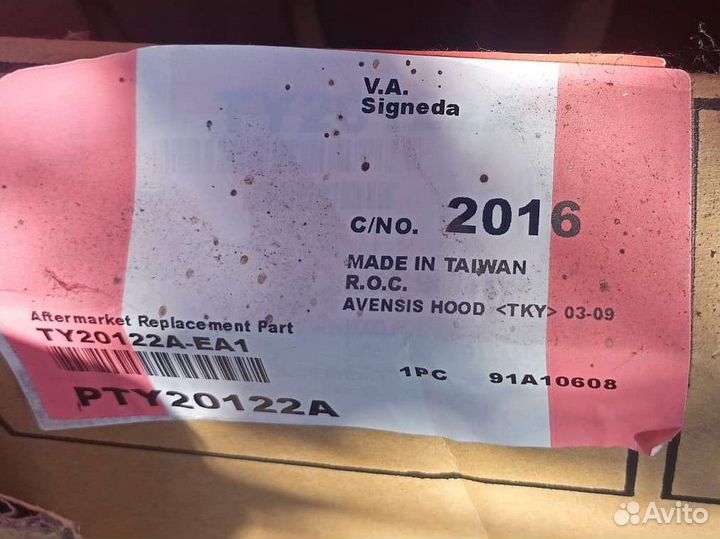 V.A.
Signeda
C/NO. 2016
MADE IN TAIWAN
R.O.C.
AVENSIS HOOD <TKY> 03-09
Aftermarket Replacement Part
TY20122A-EA1
1PC 91A10608
PTY20122A
Avito